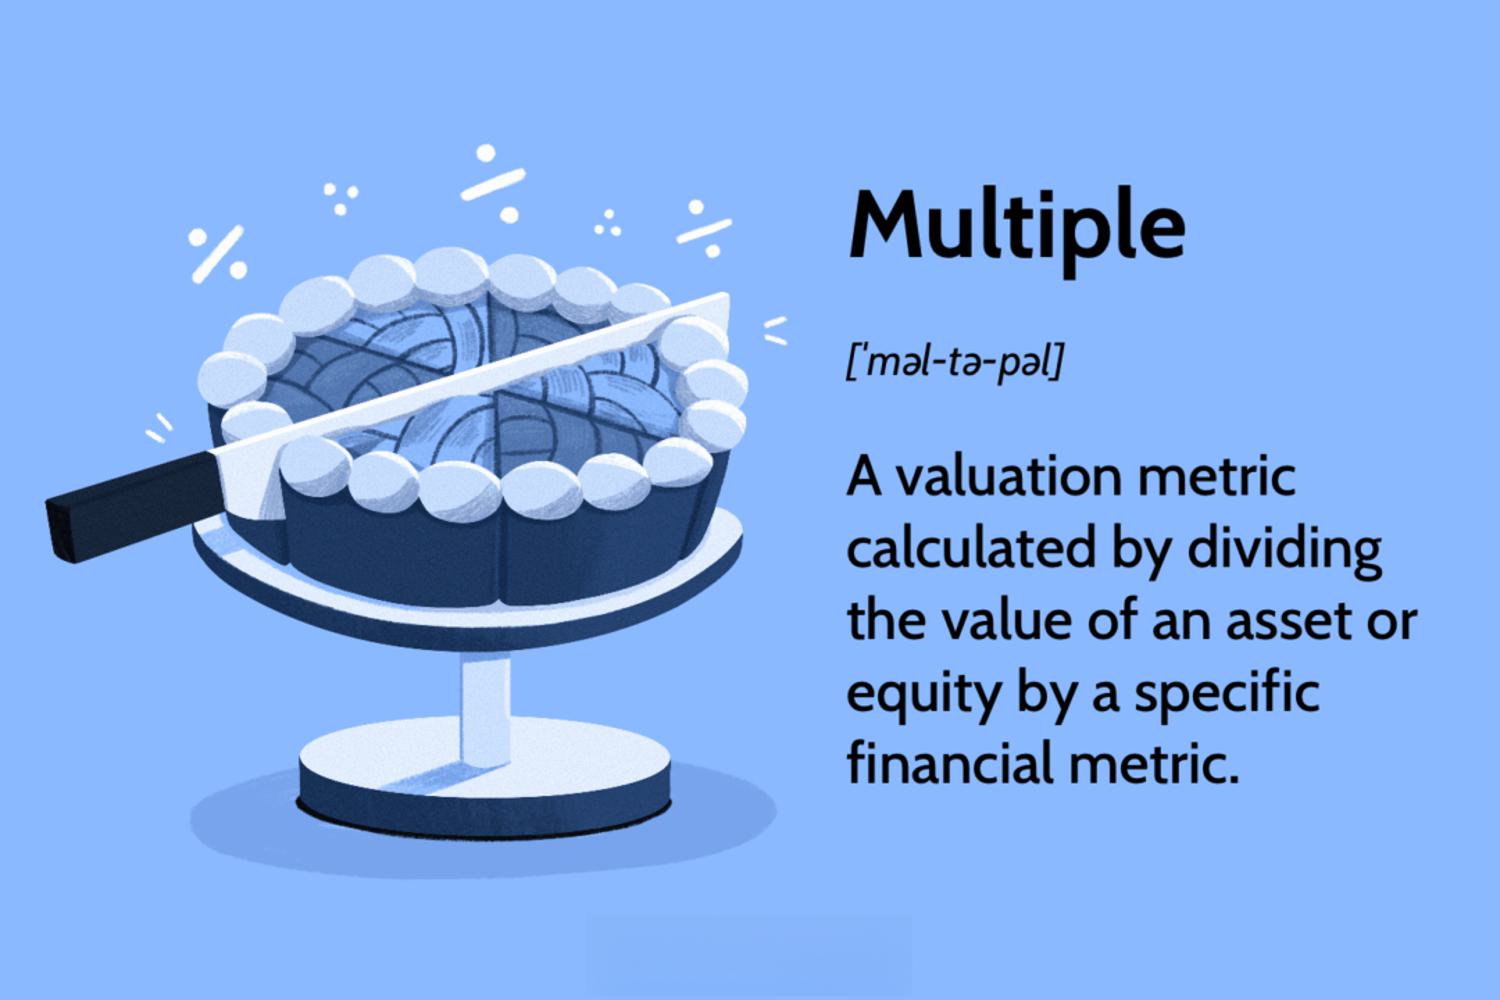 Multiple
['məl-tə-pəl]
A valuation metric
calculated by dividing
the value of an asset or
equity by a specific
financial metric.